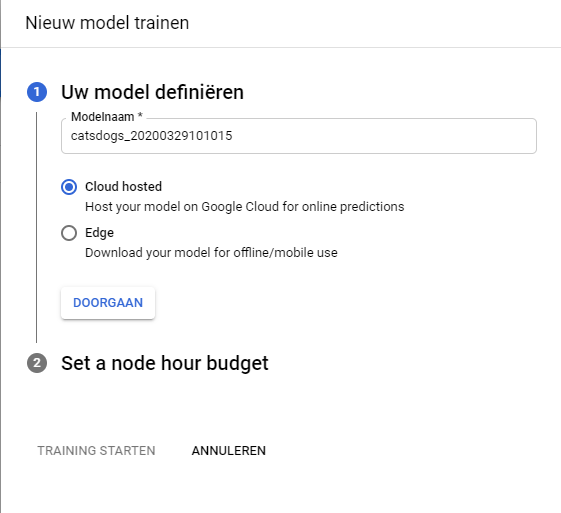 Nieuw model trainen
1 Uw model definiëren
Modelnaam *
catsdogs_20200329101015
Cloud hosted
Host your model on Google Cloud for online predictions
Edge
Download your model for offline/mobile use
DOORGAAN
2 Set a node hour budget
TRAINING STARTEN ANNULEREN